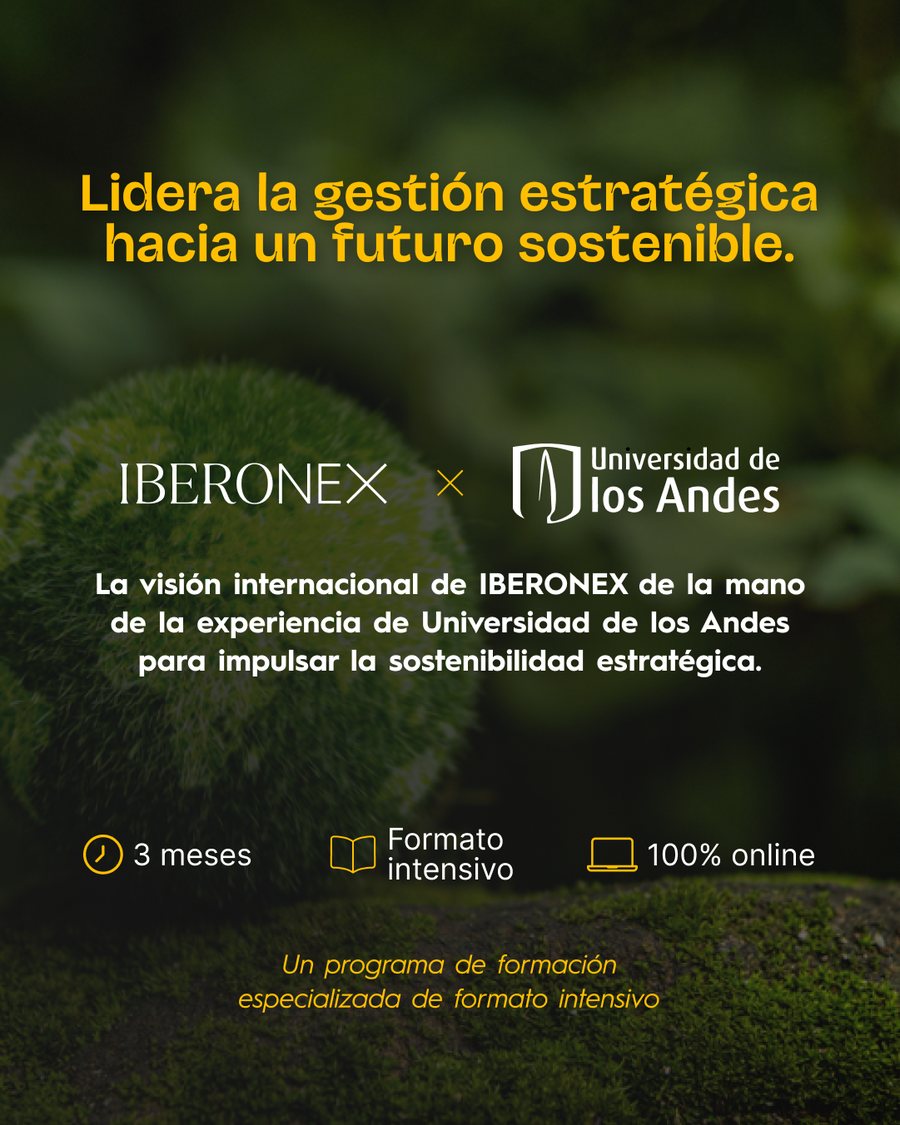 Lidera la gestión estratégica
hacia un futuro sostenible.
IBERONEX × Universidad de
los Andes
La visión internacional de IBERONEX de la mano
de la experiencia de Universidad de los Andes
para impulsar la sostenibilidad estratégica.
3 meses
Formato
intensivo
100% online
Un programa de formación
especializada de formato intensivo